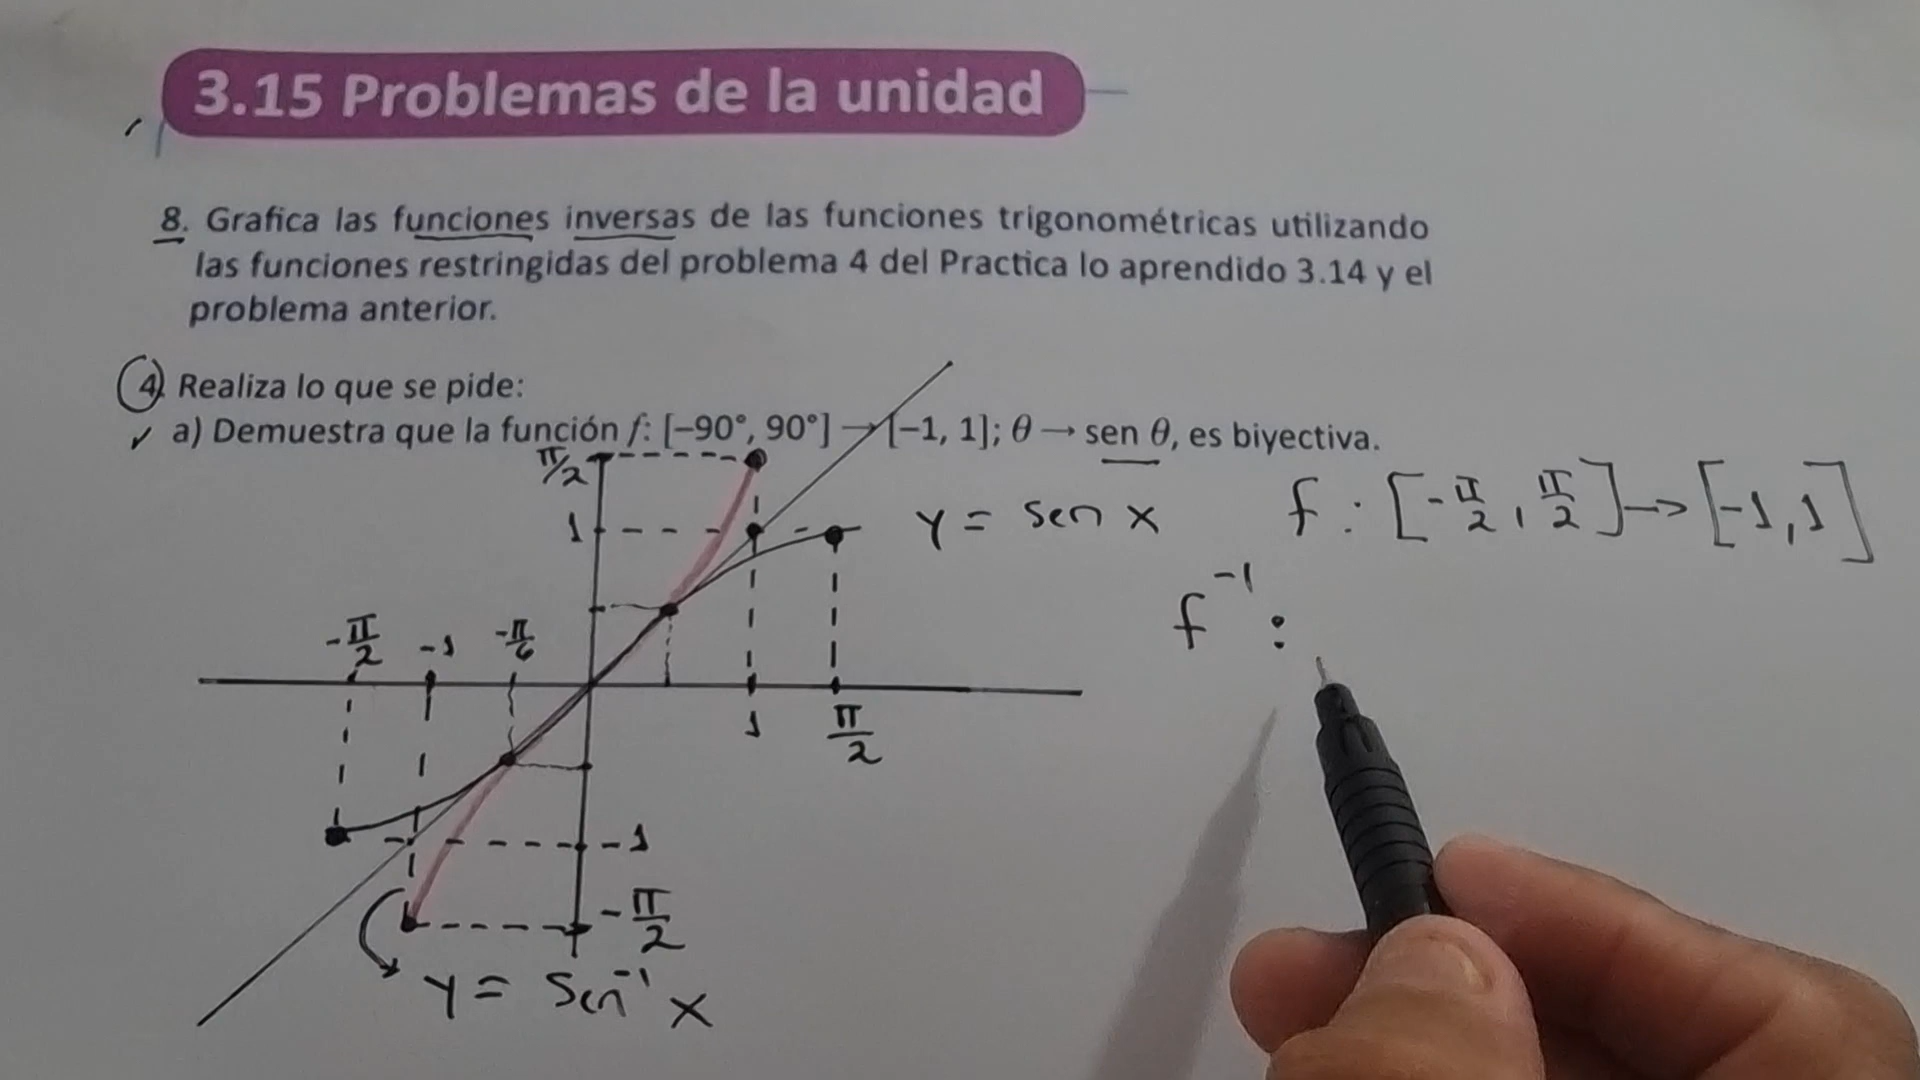 3.15 Problemas de la unidad
8. Grafica las funciones inversas de las funciones trigonométricas utilizando
las funciones restringidas del problema 4 del Practica lo aprendido 3.14 y el
problema anterior.
4. Realiza lo que se pide:
✓ a) Demuestra que la función f: [−90°, 90°] → [−1, 1]; θ → sen θ, es biyectiva.
π/2
1
y = sen x
f : [-π/2, π/2] → [-1, 1]
f⁻¹ :
-π/2 -1 -π/6
1 π/2
-1
-π/2
y = sen⁻¹ x